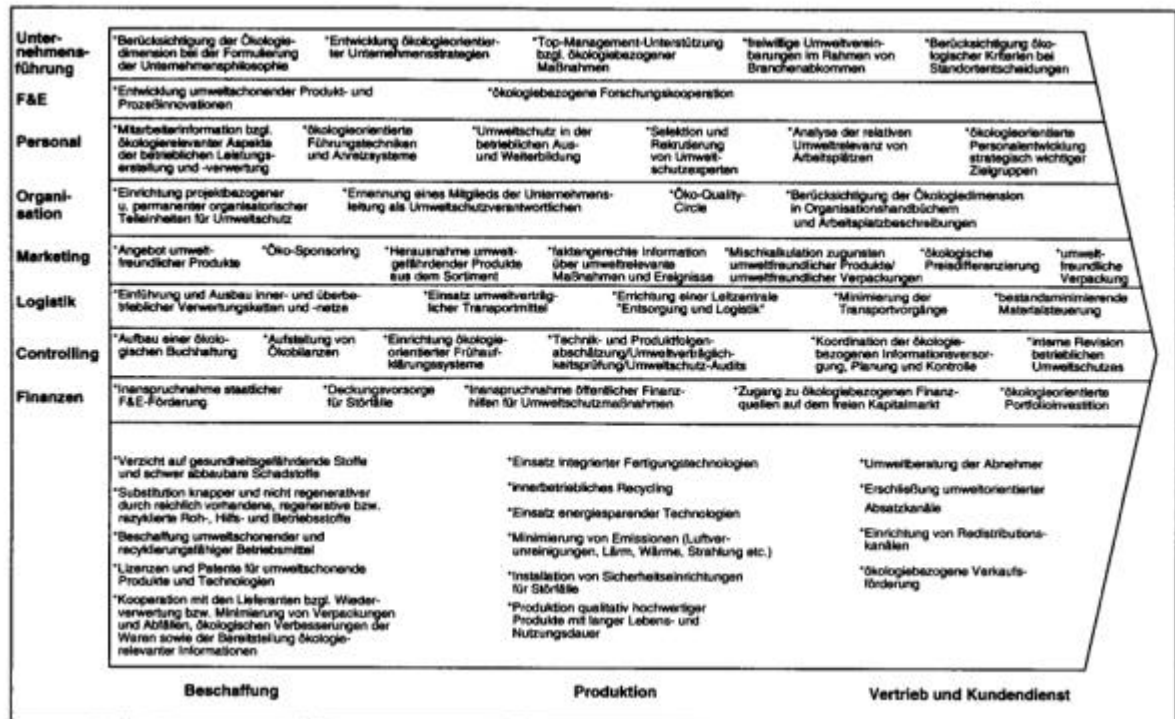 Unter-
nehmens-
führung
*Berücksichtigung der Ökologie-
dimension bei der Formulierung
der Unternehmensphilosophie
*Entwicklung ökologieorientier-
ter Unternehmensstrategien
*Top-Management-Unterstützung
bzgl. ökologiebezogener
Maßnahmen
*freiwillige Umweltverein-
barungen im Rahmen von
Branchenabkommen
*Berücksichtigung öko-
logischer Kriterien bei
Standortentscheidungen
F&E
*Entwicklung umweltschonender Produkt- und
Prozeßinnovationen
*ökologiebezogene Forschungskooperation
Personal
*Mitarbeiterinformation bzgl.
ökologierelevanter Aspekte
der betrieblichen Leistungs-
erstellung und -verwertung
*ökologieorientierte
Führungstechniken
und Anreizsysteme
*Umweltschutz in der
betrieblichen Aus-
und Weiterbildung
*Selektion und
Rekrutierung
von Umwelt-
schutzexperten
*Analyse der relativen
Umweltrelevanz von
Arbeitsplätzen
*ökologieorientierte
Personalentwicklung
strategisch wichtiger
Zielgruppen
Organi-
sation
*Einrichtung projektbezogener
u. permanenter organisatorischer
Teileinheiten für Umweltschutz
*Ernennung eines Mitglieds der Unternehmens-
leitung als Umweltschutzverantwortlichen
*Öko-Quality-
Circle
*Berücksichtigung der Ökologiedimension
in Organisationshandbüchern
und Arbeitsplatzbeschreibungen
Marketing
*Angebot umwelt-
freundlicher Produkte
*Öko-Sponsoring
*Herausnahme umwelt-
gefährdender Produkte
aus dem Sortiment
*faktengerechte Information
über umweltrelevante
Maßnahmen und Ereignisse
*Mischkalkulation zugunsten
umweltfreundlicher Produkte/
umweltfreundlicher Verpackungen
*ökologische
Preisdifferenzierung
*umwelt-
freundliche
Verpackung
Logistik
*Einführung und Ausbau inner- und überbe-
trieblicher Verwertungsketten und -netze
*Einsatz umweltverträg-
licher Transportmittel
*Errichtung einer Leitzentrale
"Entsorgung und Logistik"
*Minimierung der
Transportvorgänge
*bestandsminimierende
Materialsteuerung
Controlling
*Aufbau einer ökolo-
gischen Buchhaltung
*Aufstellung von
Ökobilanzen
*Einrichtung ökologie-
orientierter Frühauf-
klärungssysteme
*Technik- und Produktfolgen-
abschätzung/Umweltverträglich-
keitsprüfung/Umweltschutz-Audits
*Koordination der ökologie-
bezogenen Informationsversor-
gung, Planung und Kontrolle
*interne Revision
betrieblichen
Umweltschutzes
Finanzen
*Inanspruchnahme staatlicher
F&E-Förderung
*Deckungsvorsorge
für Störfälle
*Inanspruchnahme öffentlicher Finanz-
hilfen für Umweltschutzmaßnahmen
*Zugang zu ökologiebezogenen Finanz-
quellen auf dem freien Kapitalmarkt
*ökologieorientierte
Portfolioinvestition
*Verzicht auf gesundheitsgefährdende Stoffe
und schwer abbaubare Schadstoffe
*Substitution knapper und nicht regenerativer
durch reichlich vorhandene, regenerative bzw.
rezyklierte Roh-, Hilfs- und Betriebsstoffe
*Beschaffung umweltschonender und
recyklierungsfähiger Betriebsmittel
*Lizenzen und Patente für umweltschonende
Produkte und Technologien
*Kooperation mit den Lieferanten bzgl. Wieder-
verwertung bzw. Minimierung von Verpackungen
und Abfällen, ökologischen Verbesserungen der
Waren sowie der Bereitstellung ökologie-
relevanter Informationen
*Einsatz integrierter Fertigungstechnologien
*innerbetriebliches Recycling
*Einsatz energiesparender Technologien
*Minimierung von Emissionen (Luftver-
unreinigungen, Lärm, Wärme, Strahlung etc.)
*Installation von Sicherheitseinrichtungen
für Störfälle
*Produktion qualitativ hochwertiger
Produkte mit langer Lebens- und
Nutzungsdauer
*Umweltberatung der Abnehmer
*Erschließung umweltorientierter
Absatzkanäle
*Einrichtung von Redistributions-
kanälen
*ökologiebezogene Verkaufs-
förderung
Beschaffung
Produktion
Vertrieb und Kundendienst